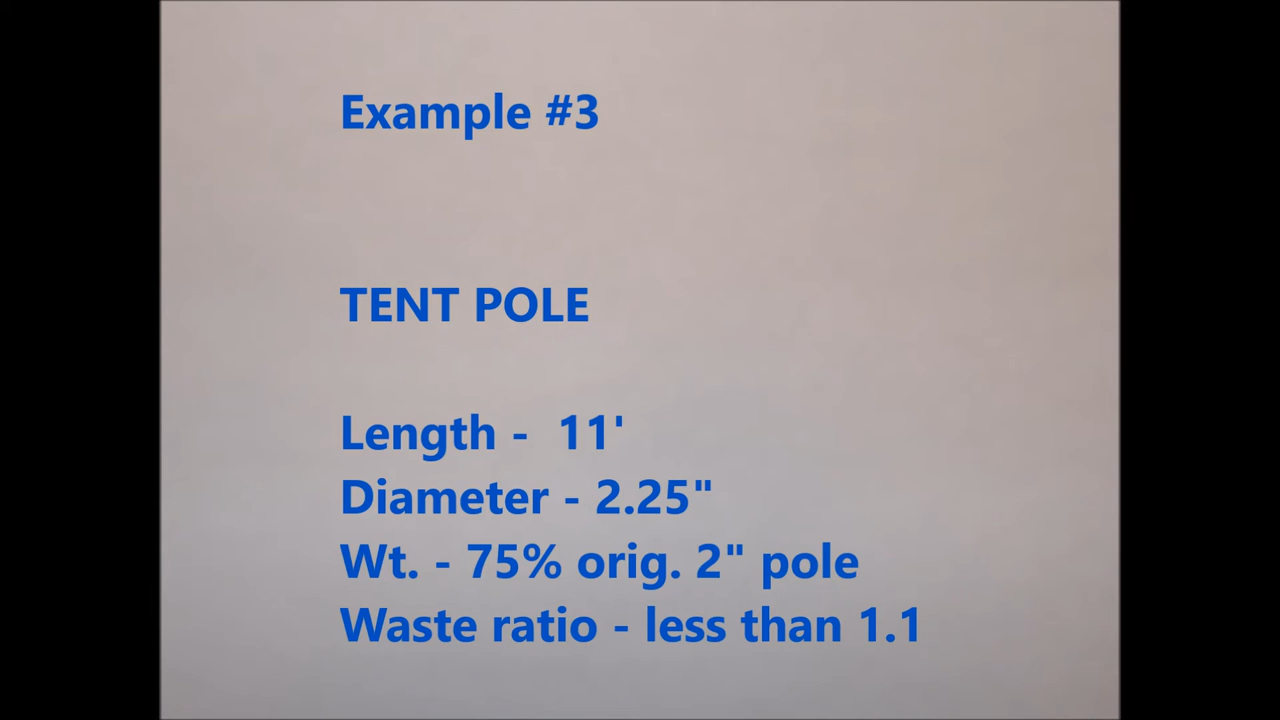 Example #3
TENT POLE
Length -  11'
Diameter - 2.25"
Wt. - 75% orig. 2" pole
Waste ratio - less than 1.1